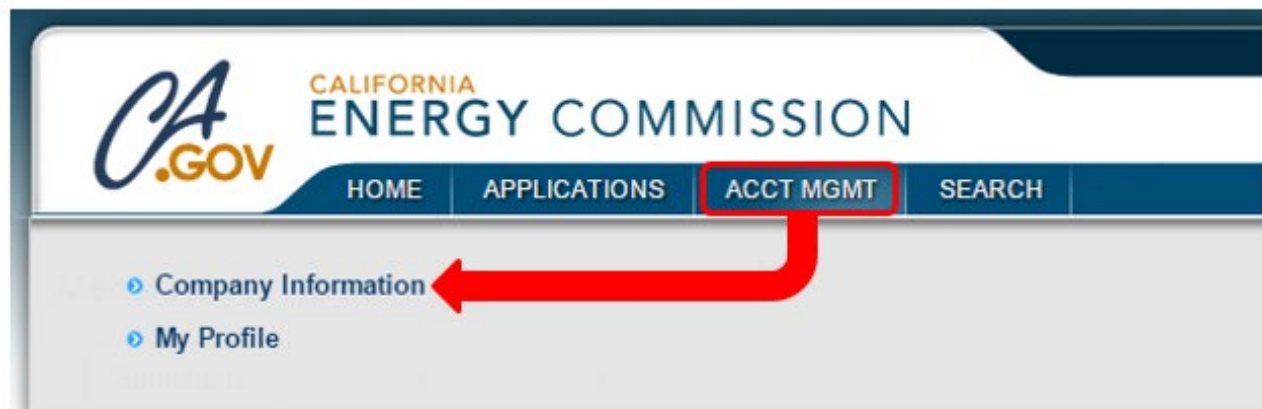 CA
.GOV
CALIFORNIA
ENERGY COMMISSION
HOME APPLICATIONS ACCT MGMT SEARCH
Company Information
My Profile